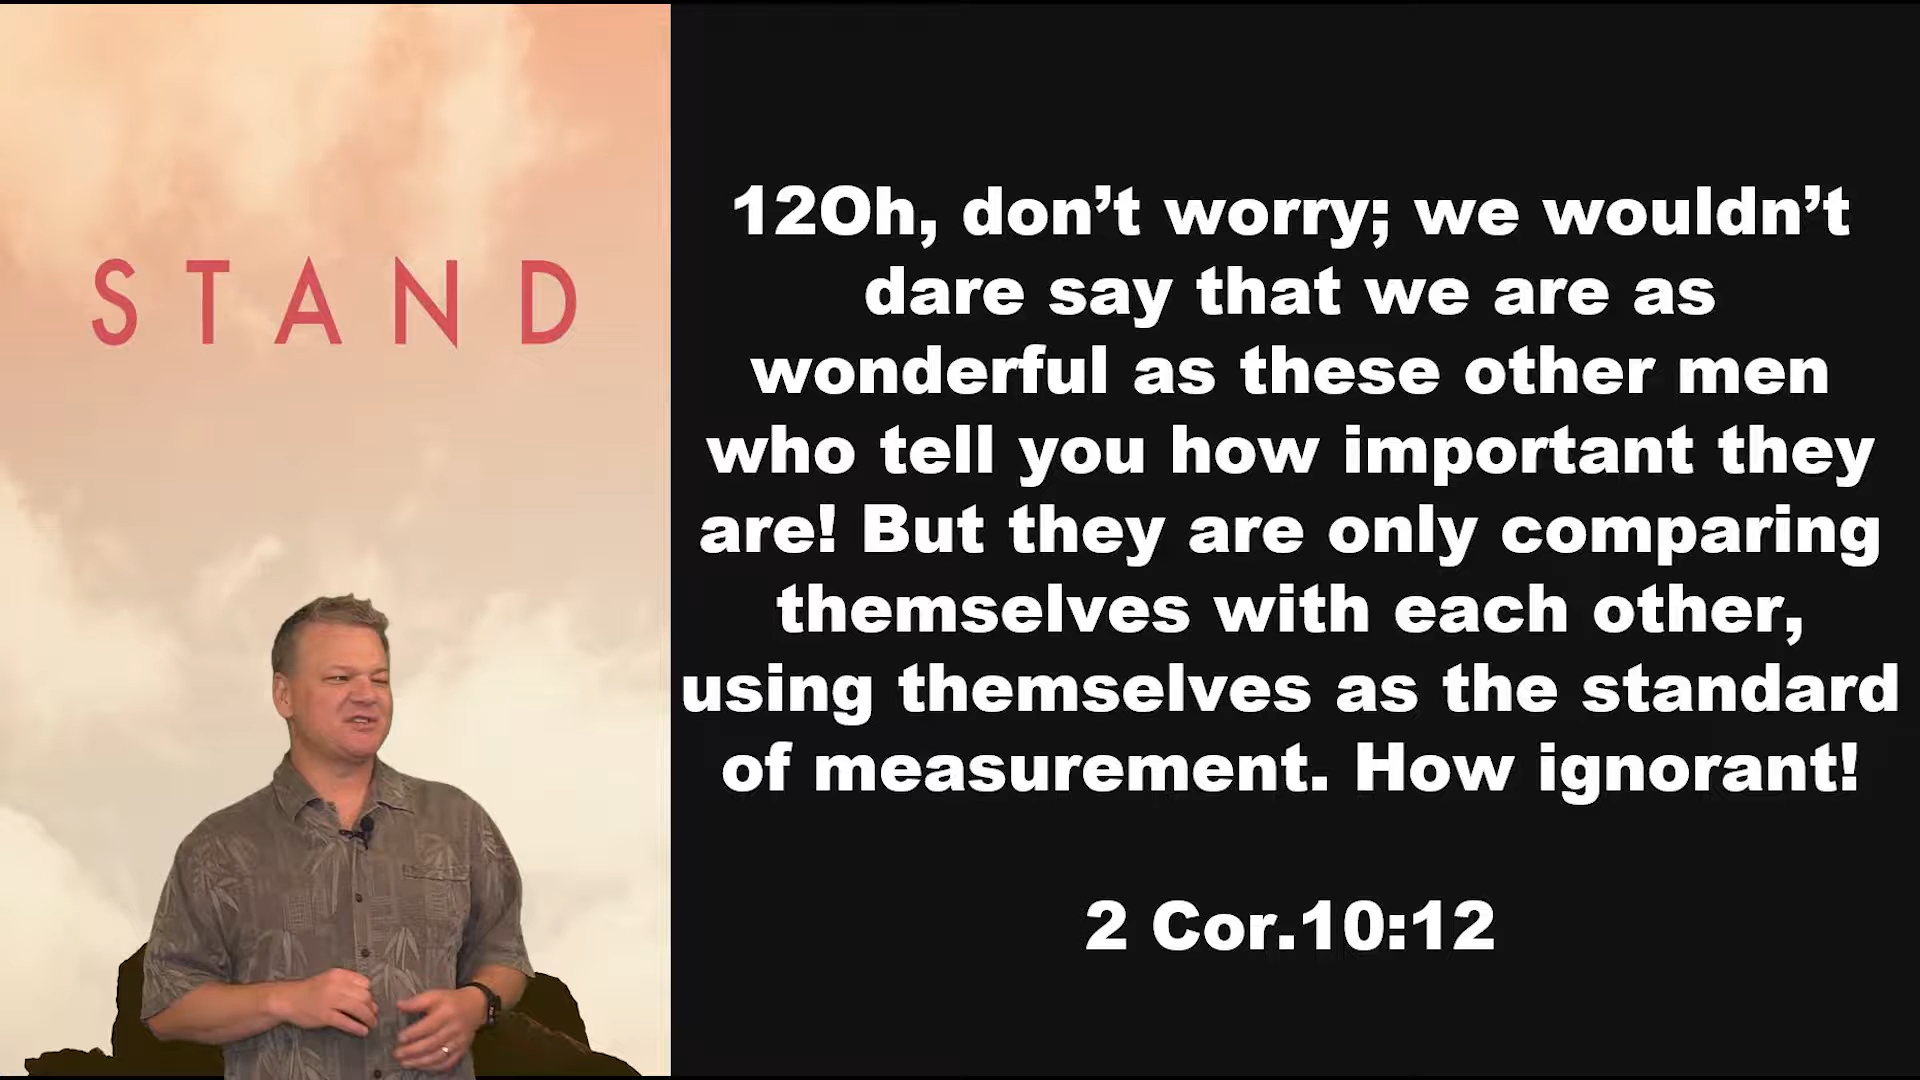 STAND
12Oh, don’t worry; we wouldn’t
dare say that we are as
wonderful as these other men
who tell you how important they
are! But they are only comparing
themselves with each other,
using themselves as the standard
of measurement. How ignorant!
2 Cor.10:12